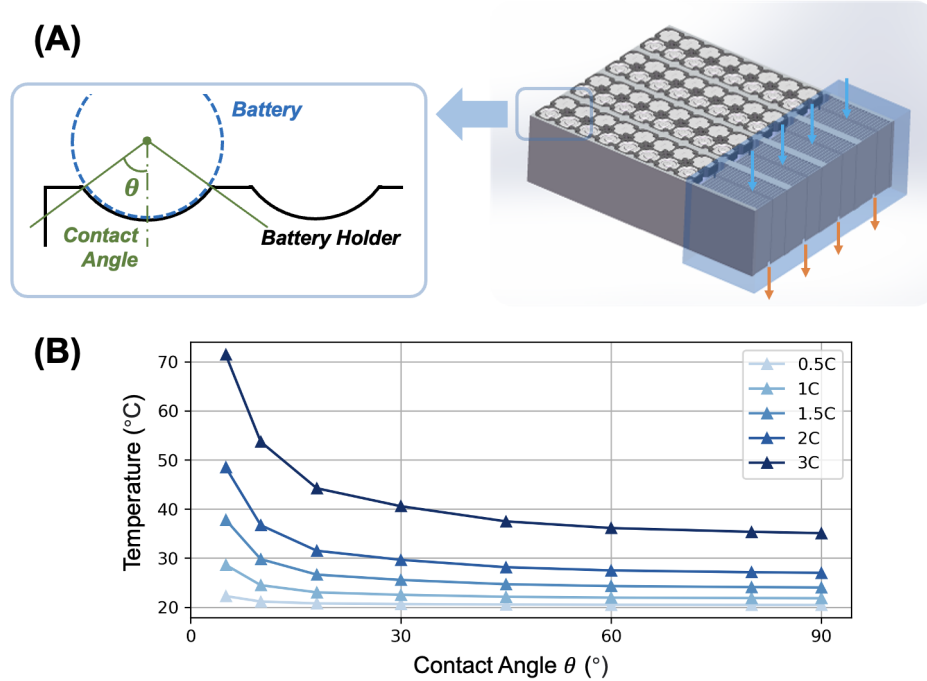 (A)
Battery
θ
Contact
Angle
Battery Holder
(B)
Temperature (°C)
70
60
50
40
30
20
0.5C
1C
1.5C
2C
3C
0
30
60
90
Contact Angle θ (°)